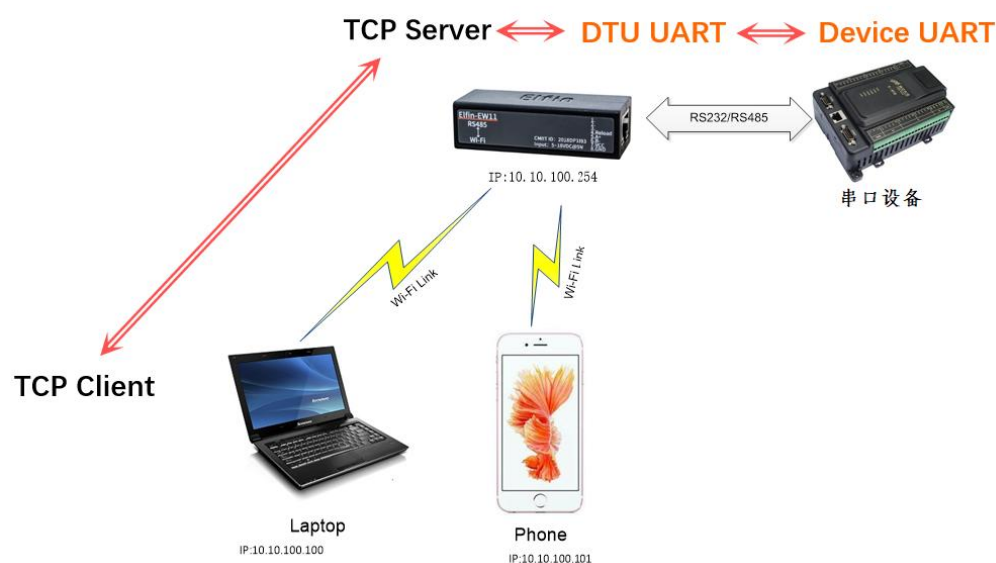 TCP Server
DTU UART
Device UART
Elfin
Elfin-EW11
RS485
Wi-Fi
Reload
RS232/RS485
IP:10.10.100.254
串口设备
Wi-Fi Link
Wi-Fi Link
TCP Client
Laptop
IP:10.10.100.100
Phone
IP:10.10.100.101